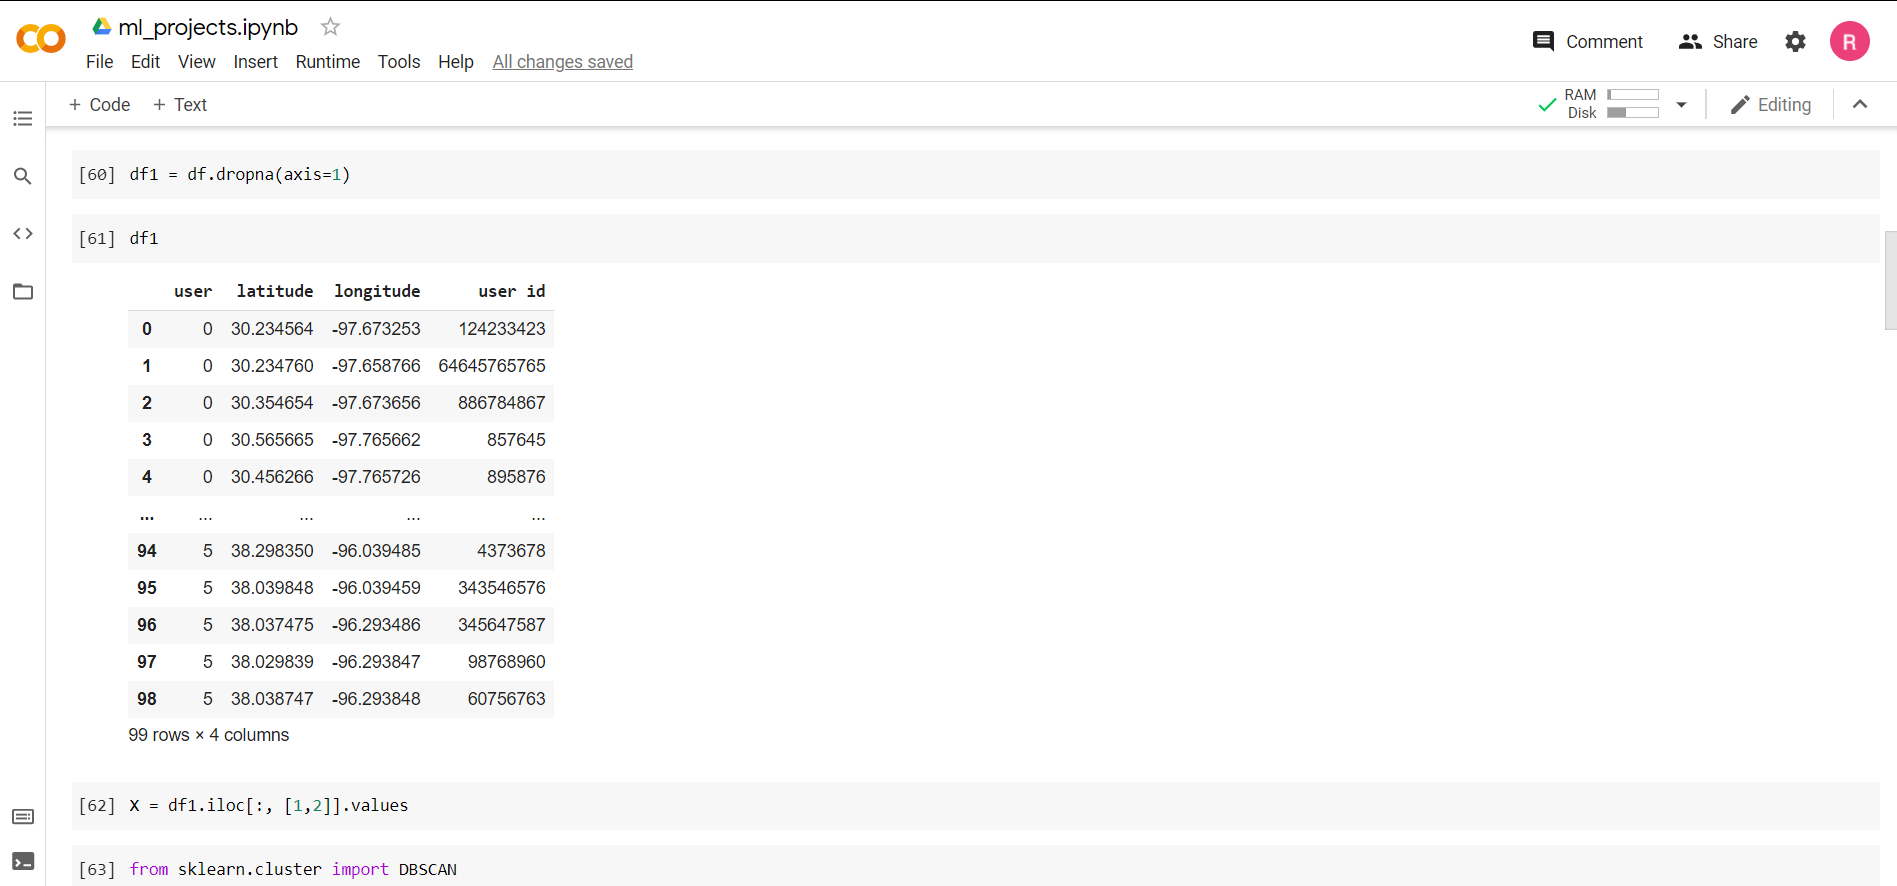 ml_projects.ipynb
File Edit View Insert Runtime Tools Help All changes saved
Comment Share R
+ Code + Text
RAM
Disk
Editing
[60] df1 = df.dropna(axis=1)
[61] df1
user latitude longitude user id
0 0 30.234564 -97.673253 124233423
1 0 30.234760 -97.658766 64645765765
2 0 30.354654 -97.673656 886784867
3 0 30.565665 -97.765662 857645
4 0 30.456266 -97.765726 895876
... ... ... ... ...
94 5 38.298350 -96.039485 4373678
95 5 38.039848 -96.039459 343546576
96 5 38.037475 -96.293486 345647587
97 5 38.029839 -96.293847 98768960
98 5 38.038747 -96.293848 60756763
99 rows × 4 columns
[62] X = df1.iloc[:, [1,2]].values
[63] from sklearn.cluster import DBSCAN